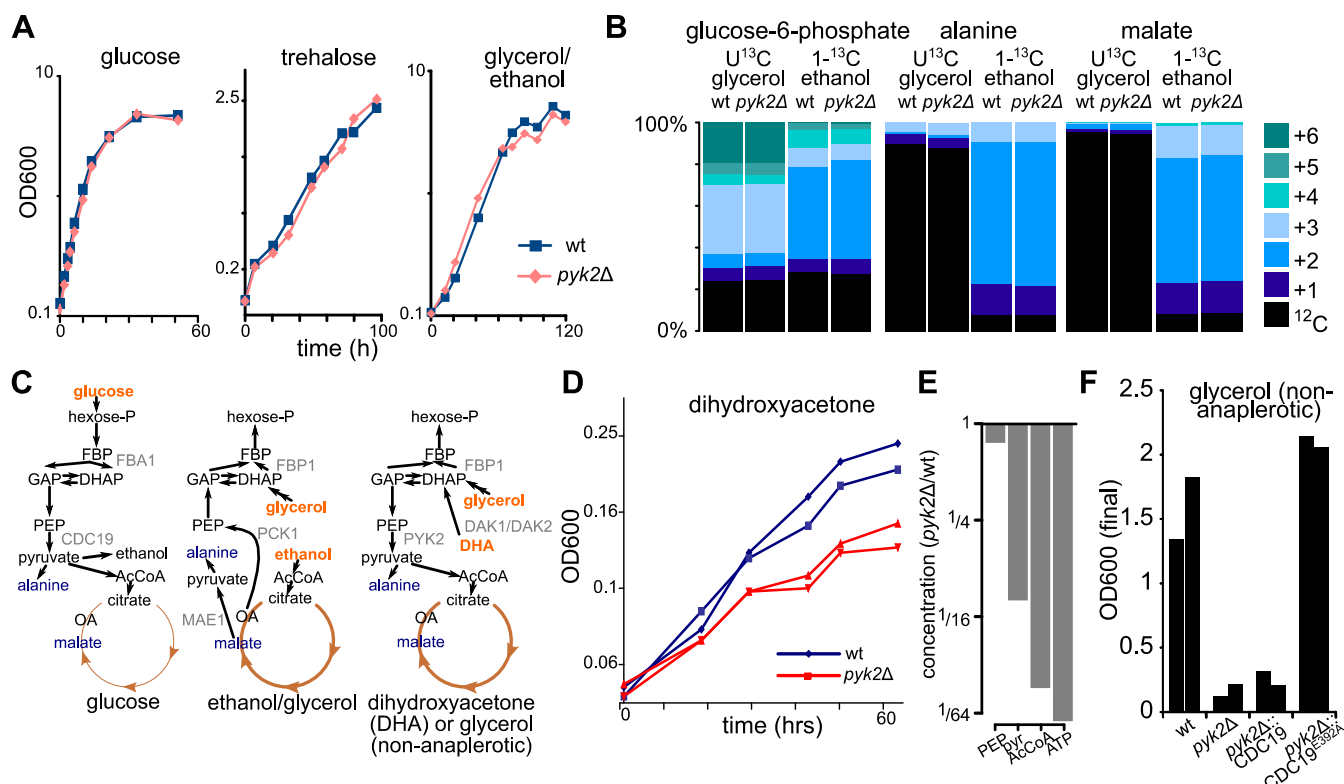 A
glucose
trehalose
glycerol/
ethanol
10
2.5
10
OD600
1
0.2
1
0.1
0.1
0
60
0
100
0
120
time (h)
wt
pyk2Δ
B
glucose-6-phosphate
alanine
malate
U¹³C
glycerol
1-¹³C
ethanol
U¹³C
glycerol
1-¹³C
ethanol
U¹³C
glycerol
1-¹³C
ethanol
wt pyk2Δ
wt pyk2Δ
wt pyk2Δ
wt pyk2Δ
wt pyk2Δ
wt pyk2Δ
100%
0%
+6
+5
+4
+3
+2
+1
¹²C
C
glucose
hexose-P
FBP
FBA1
GAP
DHAP
PEP
CDC19
pyruvate
ethanol
alanine
AcCoA
citrate
OA
malate
glucose
hexose-P
FBP
FBP1
GAP
DHAP
glycerol
PEP
PCK1
alanine
ethanol
pyruvate
AcCoA
citrate
MAE1
OA
malate
ethanol/glycerol
hexose-P
FBP
FBP1
GAP
DHAP
glycerol
DAK1/DAK2
PEP
DHA
PYK2
pyruvate
alanine
AcCoA
citrate
OA
malate
dihydroxyacetone
(DHA) or glycerol
(non-anaplerotic)
D
dihydroxyacetone
0.25
0.16
0.1
0.06
OD600
0
60
time (hrs)
wt
pyk2Δ
E
concentration (pyk2Δ/wt)
1
1/4
1/16
1/64
PEP
pyr
AcCoA
ATP
F
glycerol (non-
anaplerotic)
OD600 (final)
2.5
2
1.5
1
0.5
0
wt
pyk2Δ
pyk2Δ::
CDC19
pyk2Δ::
CDC19^E392A